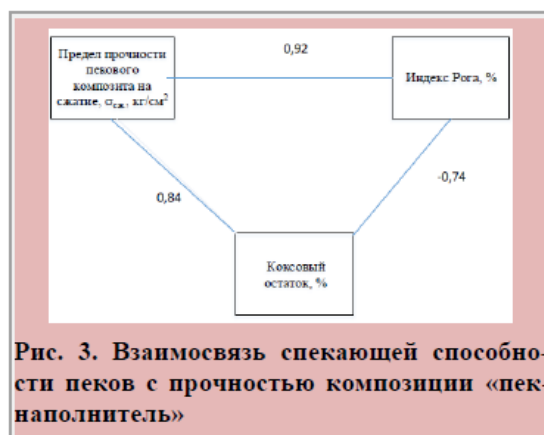 Предел прочности
пекового
композита на
сжатие, σсж, кг/см²
0,92
Индекс Рога, %
0,84
-0,74
Коксовый
остаток, %
Рис. 3. Взаимосвязь спекающей способно-
сти пеков с прочностью композиции «пек-
наполнитель»